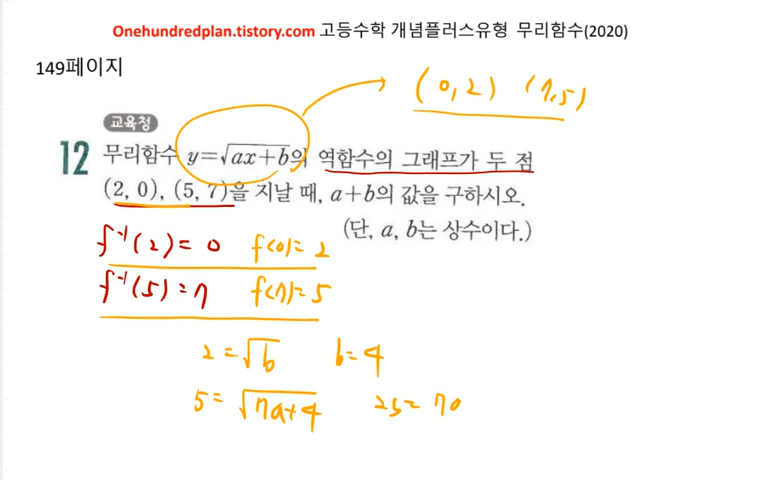 Onehundredplan.tistory.com 고등수학 개념플러스유형 무리함수(2020)
149페이지
(0,2) (7,5)
교육청
12 무리함수 y=√ax+b의 역함수의 그래프가 두 점
(2, 0), (5, 7)을 지날 때, a+b의 값을 구하시오.
(단, a, b는 상수이다.)
f⁻¹(2)=0 f(0)=2
f⁻¹(5)=7 f(7)=5
2=√b b=4
5=√7a+4 25=7a